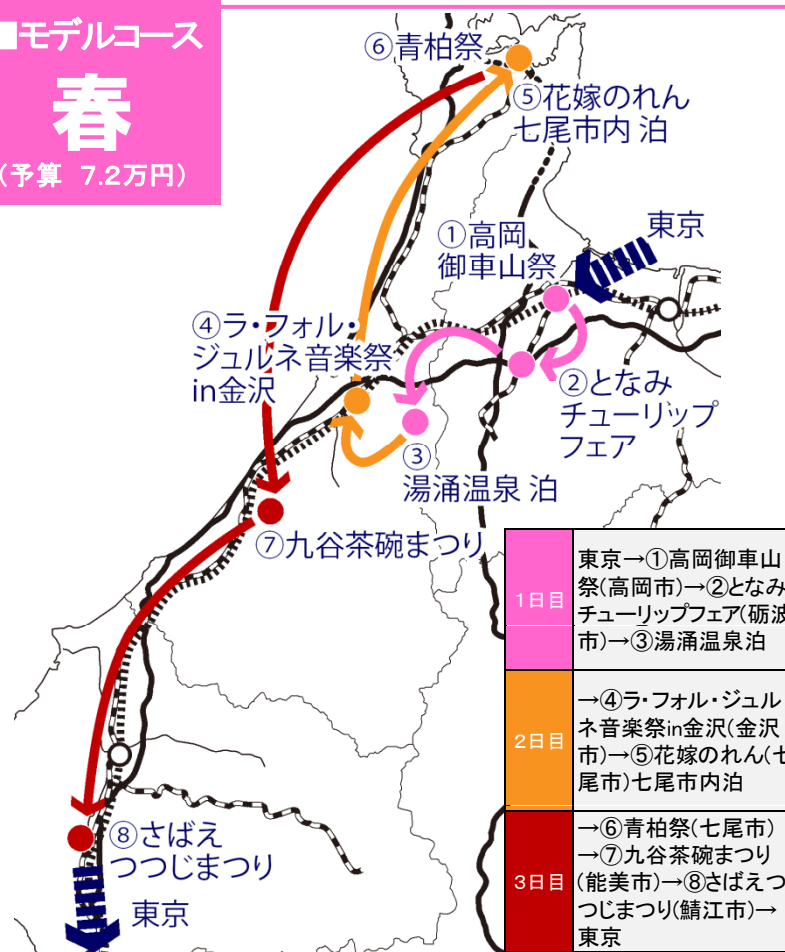 ■モデルコース
春
(予算 7.2万円)
⑥青柏祭
⑤花嫁のれん
七尾市内 泊
①高岡
御車山祭
東京
④ラ・フォル・
ジュルネ音楽祭
in金沢
②となみ
チューリップ
フェア
③
湯涌温泉 泊
⑦九谷茶碗まつり
⑧さばえ
つつじまつり
東京
1日目
東京→①高岡御車山
祭(高岡市)→②となみ
チューリップフェア(砺波
市)→③湯涌温泉泊
2日目
→④ラ・フォル・ジュル
ネ音楽祭in金沢(金沢
市)→⑤花嫁のれん(七
尾市)七尾市内泊
3日目
→⑥青柏祭(七尾市)
→⑦九谷茶碗まつり
(能美市)→⑧さばえつ
つじまつり(鯖江市)→
東京